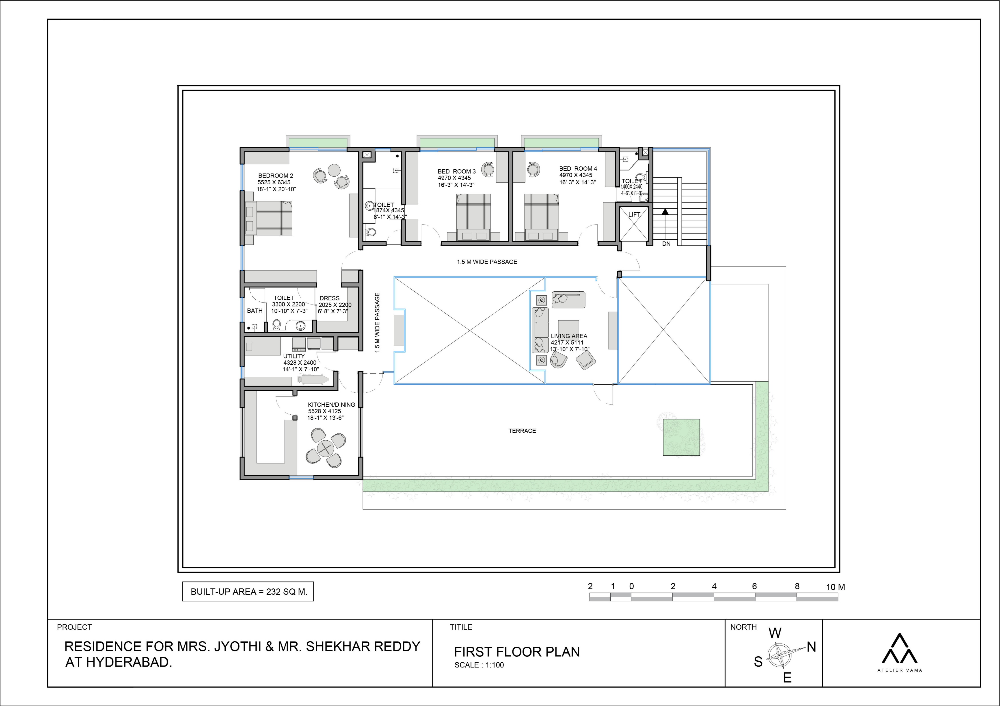 BEDROOM 2
5525 X 6345
18'-1" X 20'-10"
TOILET
1874X 4345
6'-1" X 14'-3"
BED ROOM 3
4970 X 4345
16'-3" X 14'-3"
BED ROOM 4
4970 X 4345
16'-3" X 14'-3"
TOILET
1400X 2445
4'-6" X 8'-0"
LIFT
DN
1.5 M WIDE PASSAGE
1.5 M WIDE PASSAGE
BATH
TOILET
3300 X 2200
10'-10" X 7'-3"
DRESS
2025 X 2200
6'-8" X 7'-3"
UTILITY
4328 X 2400
14'-1" X 7'-10"
LIVING AREA
4217 X 5111
13'-10" X 7'-10"
KITCHEN/DINING
5528 X 4125
18'-1" X 13'-6"
TERRACE
BUILT-UP AREA = 232 SQ M.
2 1 0 2 4 6 8 10 M
PROJECT
RESIDENCE FOR MRS. JYOTHI & MR. SHEKHAR REDDY
AT HYDERABAD.
TITILE
FIRST FLOOR PLAN
SCALE : 1:100
NORTH
W
N
S
E
ATELIER VAMA